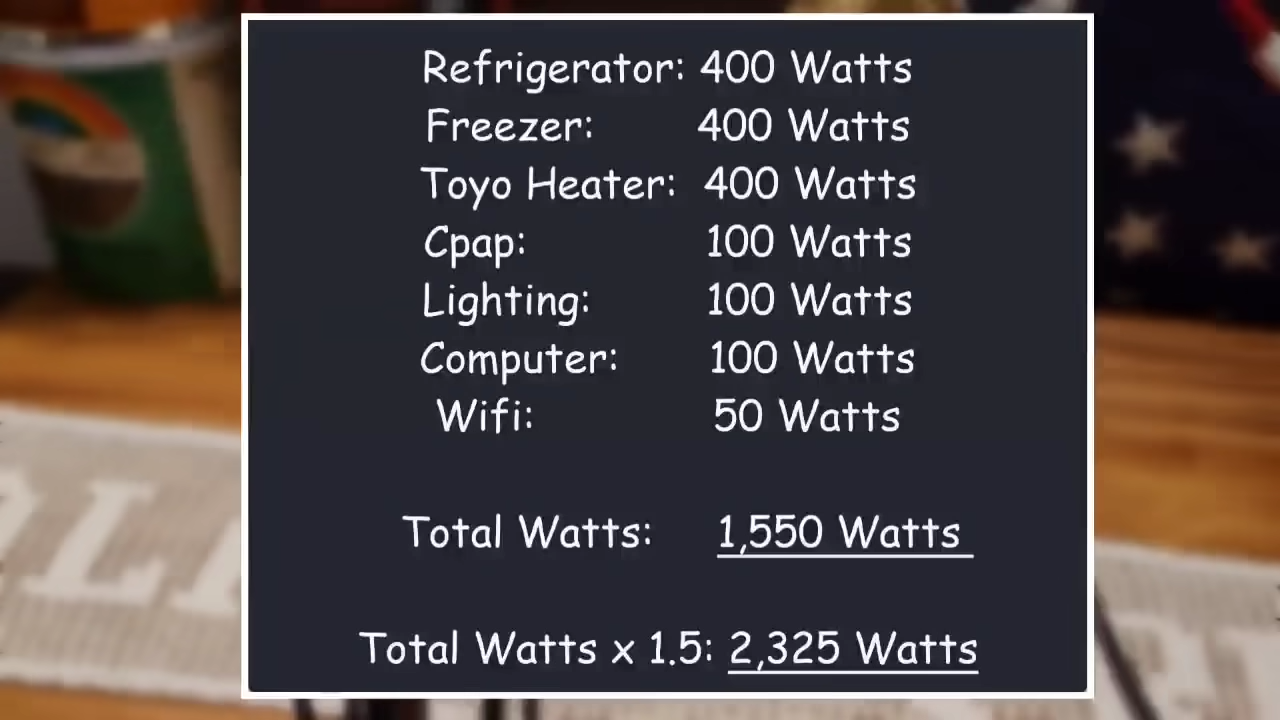 Refrigerator: 400 Watts
Freezer: 400 Watts
Toyo Heater: 400 Watts
Cpap: 100 Watts
Lighting: 100 Watts
Computer: 100 Watts
Wifi: 50 Watts
Total Watts: 1,550 Watts
Total Watts x 1.5: 2,325 Watts